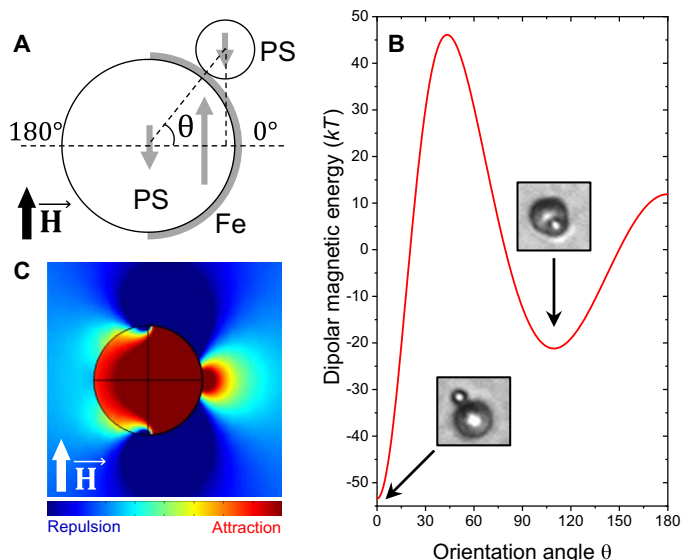 A
PS
180°
θ
0°
PS
H
Fe
C
H
Repulsion
Attraction
B
Dipolar magnetic energy (kT)
50
40
30
20
10
0
-10
-20
-30
-40
-50
0
30
60
90
120
150
180
Orientation angle θ